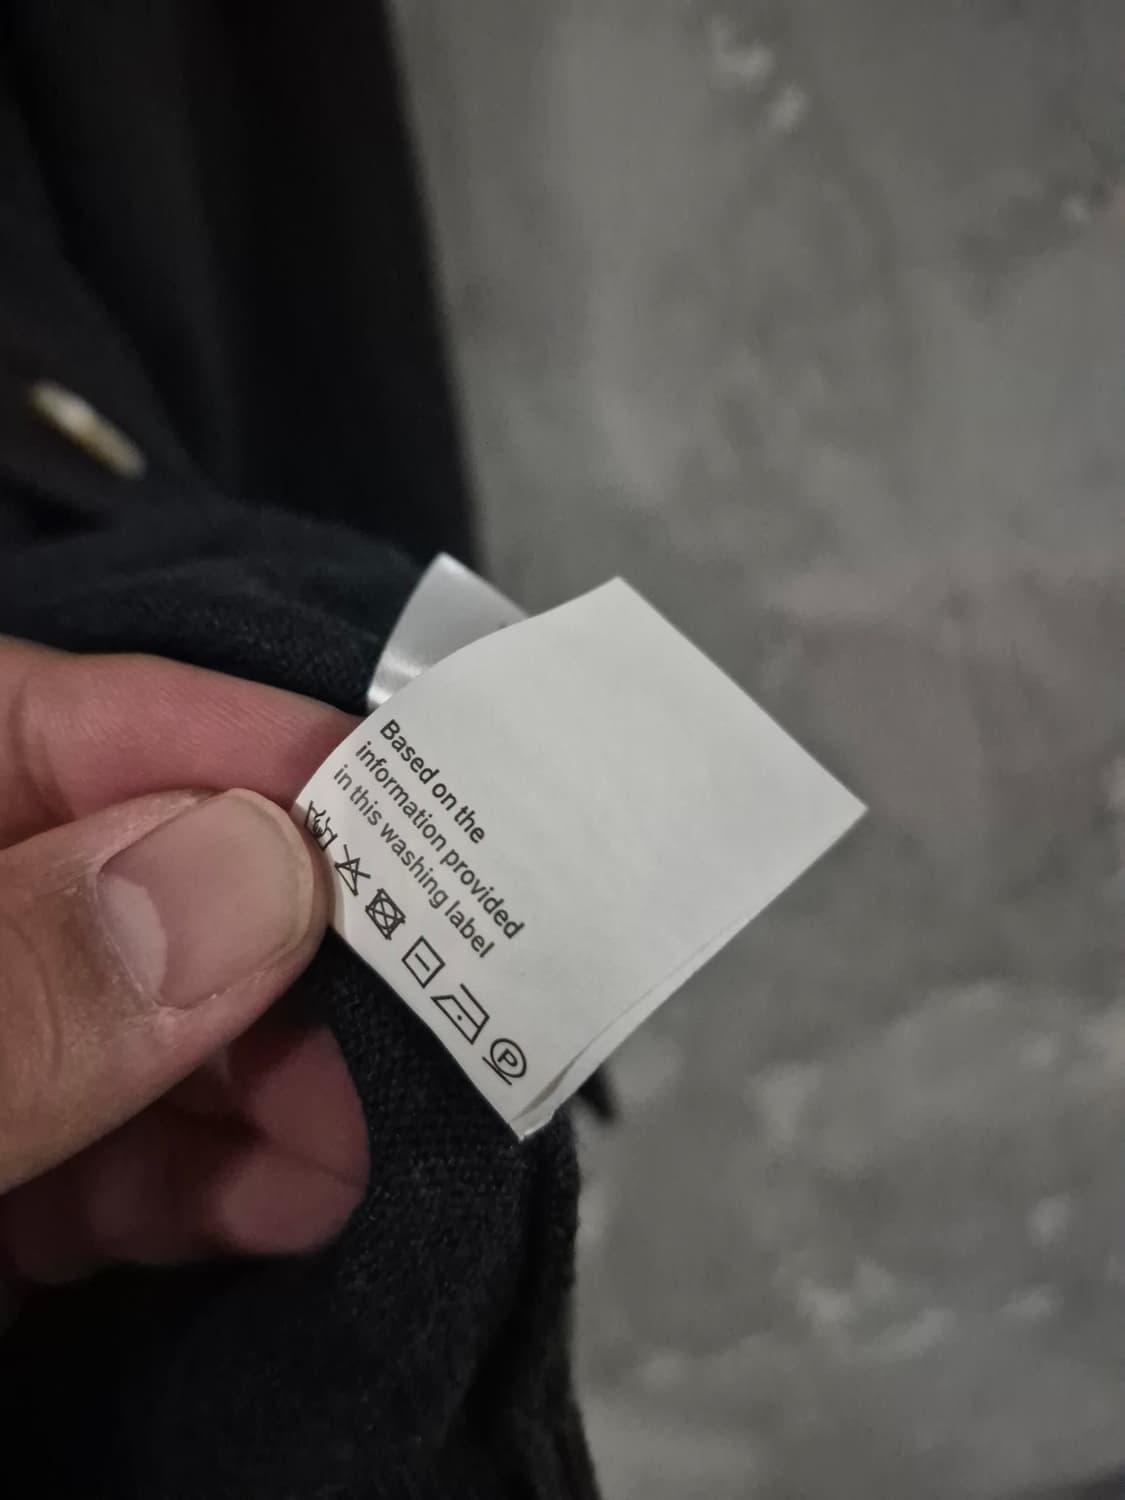 Based on the
information provided
in this washing label
P